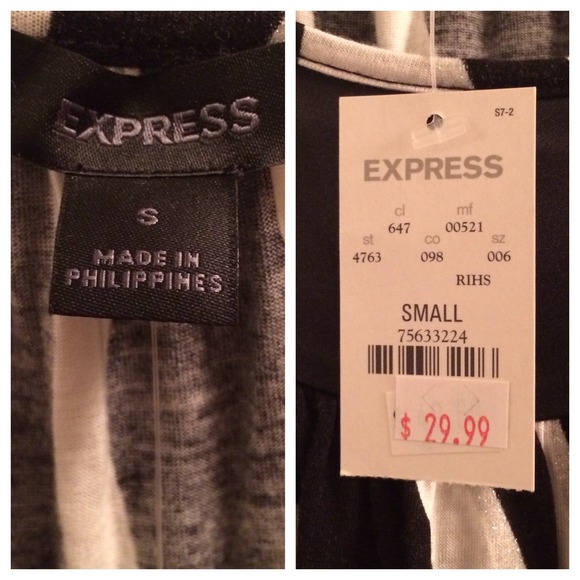 EXPRESS
S
MADE IN
PHILIPPINES
S7-2
EXPRESS
cl mf
647 00521
st co sz
4763 098 006
RIHS
SMALL
75633224
$ 29.99